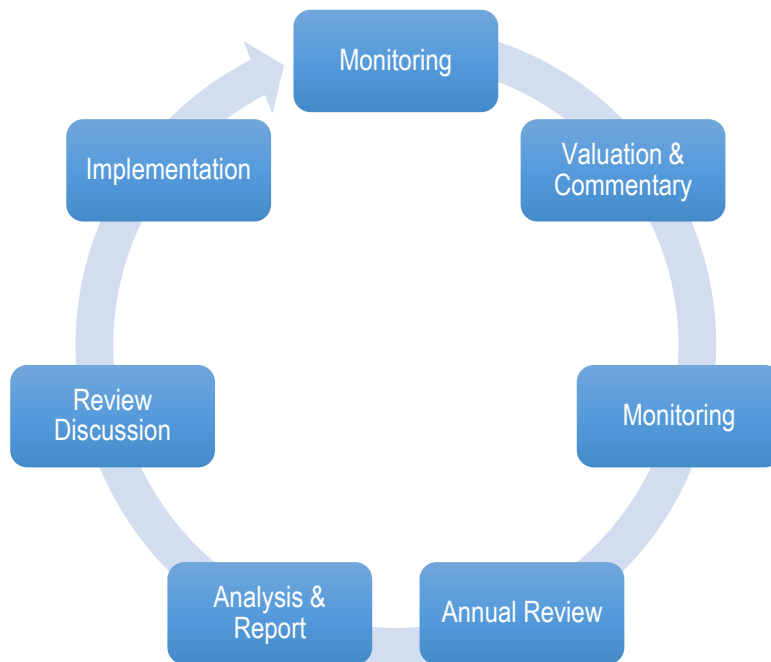 Monitoring
Valuation &
Commentary
Monitoring
Annual Review
Analysis &
Report
Review
Discussion
Implementation